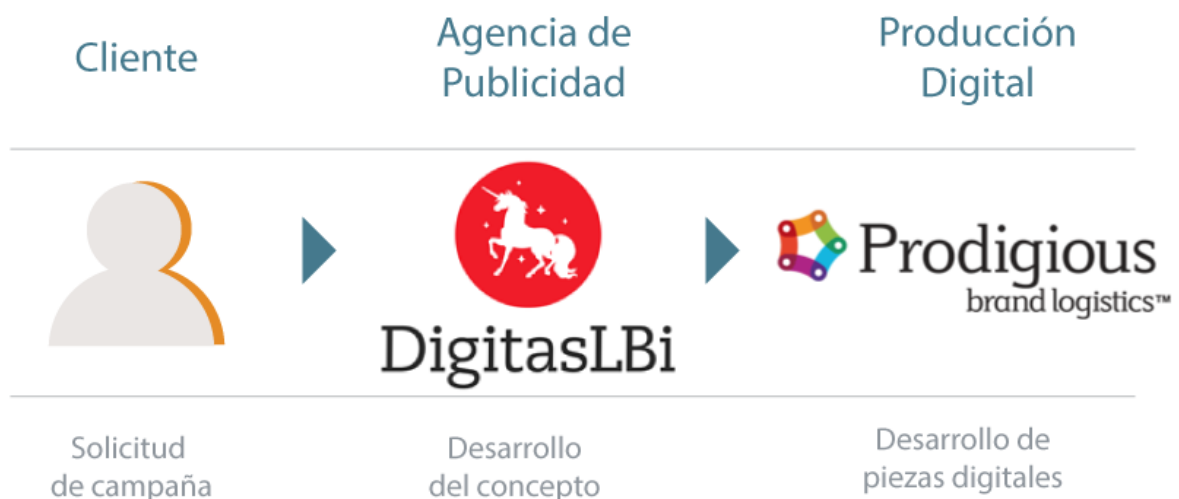 Cliente
Agencia de
Publicidad
Producción
Digital
DigitasLBi
Prodigious
brand logistics™
Solicitud
de campaña
Desarrollo
del concepto
Desarrollo de
piezas digitales